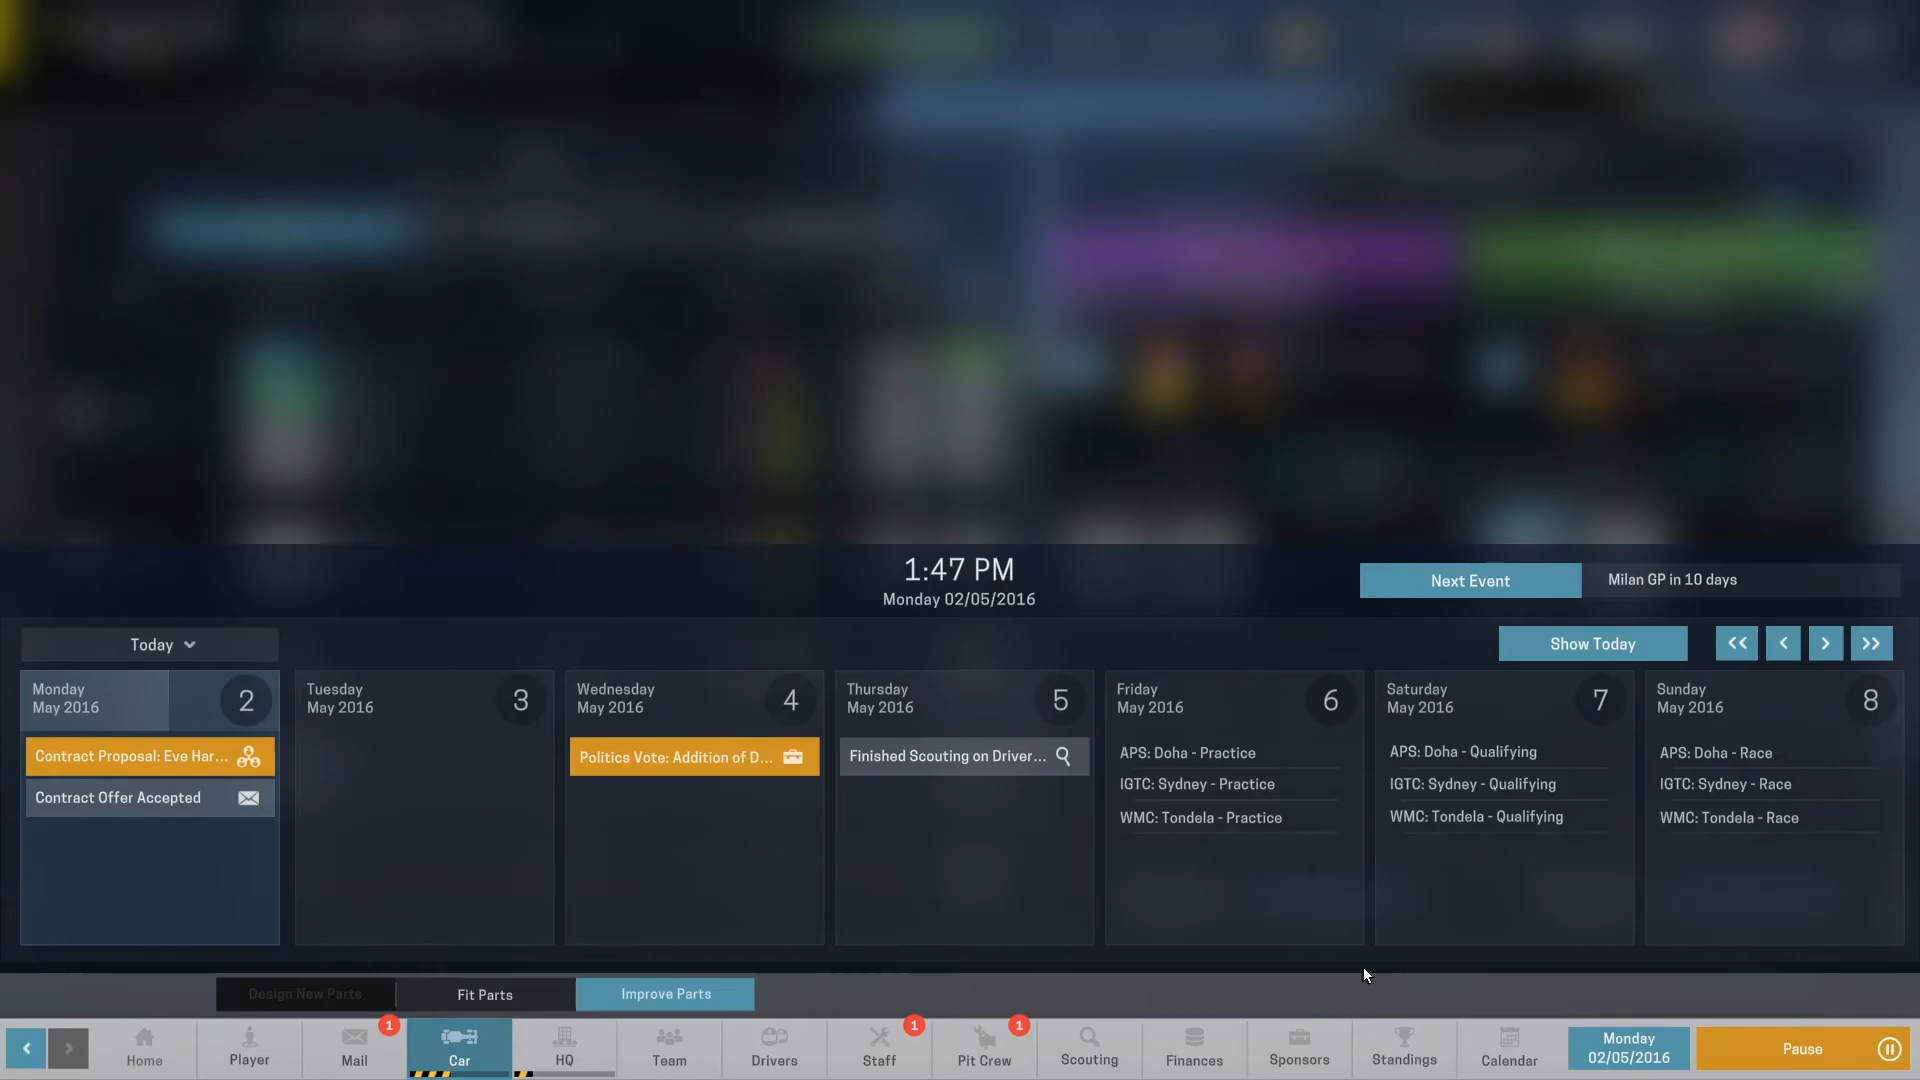 1:47 PM
Monday 02/05/2016
Next Event
Milan GP in 10 days
Today
Show Today
Monday
May 2016
2
Contract Proposal: Eve Har...
Contract Offer Accepted
Tuesday
May 2016
3
Wednesday
May 2016
4
Politics Vote: Addition of D...
Thursday
May 2016
5
Finished Scouting on Driver...
Friday
May 2016
6
APS: Doha - Practice
IGTC: Sydney - Practice
WMC: Tondela - Practice
Saturday
May 2016
7
APS: Doha - Qualifying
IGTC: Sydney - Qualifying
WMC: Tondela - Qualifying
Sunday
May 2016
8
APS: Doha - Race
IGTC: Sydney - Race
WMC: Tondela - Race
Design New Parts
Fit Parts
Improve Parts
Home
Player
Mail
1
Car
HQ
Team
Drivers
Staff
1
Pit Crew
1
Scouting
Finances
Sponsors
Standings
Calendar
Monday
02/05/2016
Pause